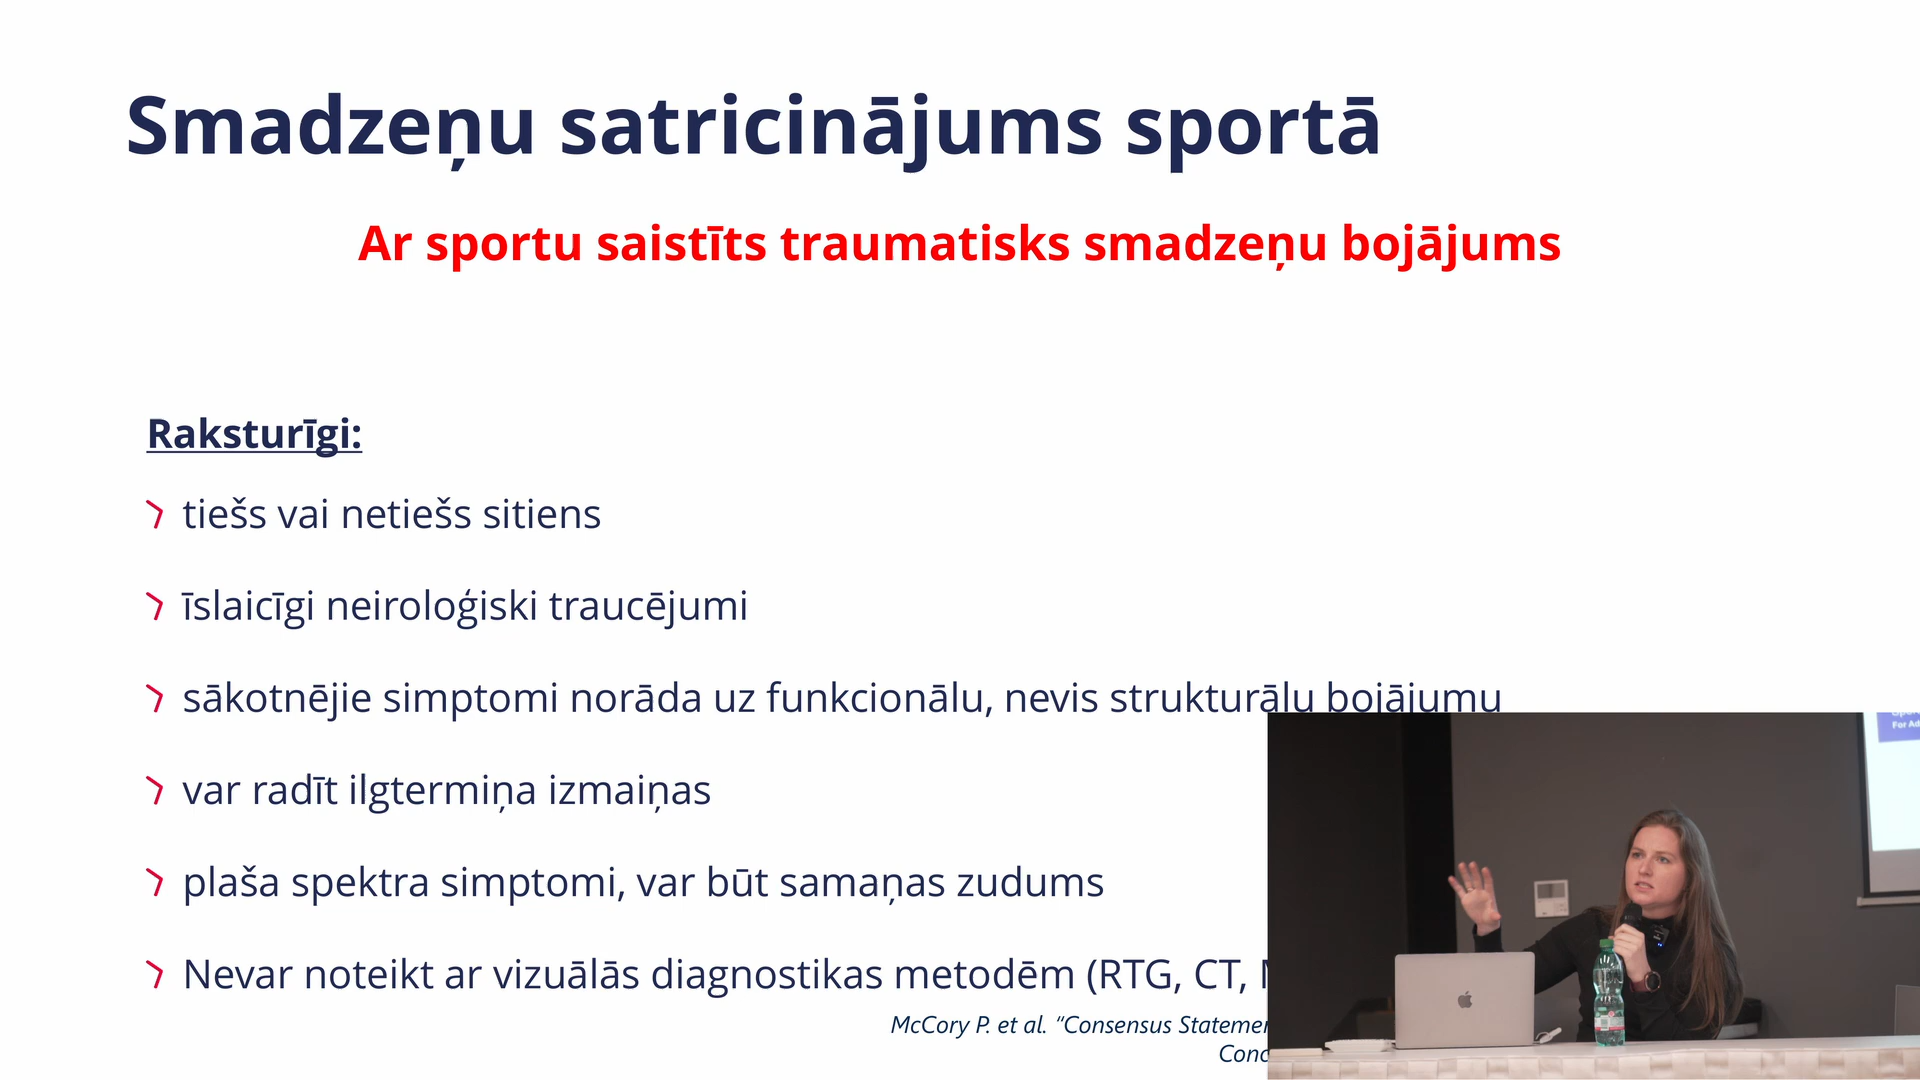 Smadzeņu satricinājums sportā
Ar sportu saistīts traumatisks smadzeņu bojājums
Raksturīgi:
tiešs vai netiešs sitiens
īslaicīgi neiroloģiski traucējumi
sākotnējie simptomi norāda uz funkcionālu, nevis strukturālu bojājumu
var radīt ilgtermiņa izmaiņas
plaša spektra simptomi, var būt samaņas zudums
Nevar noteikt ar vizuālās diagnostikas metodēm (RTG, CT,
McCory P. et al. “Consensus
For